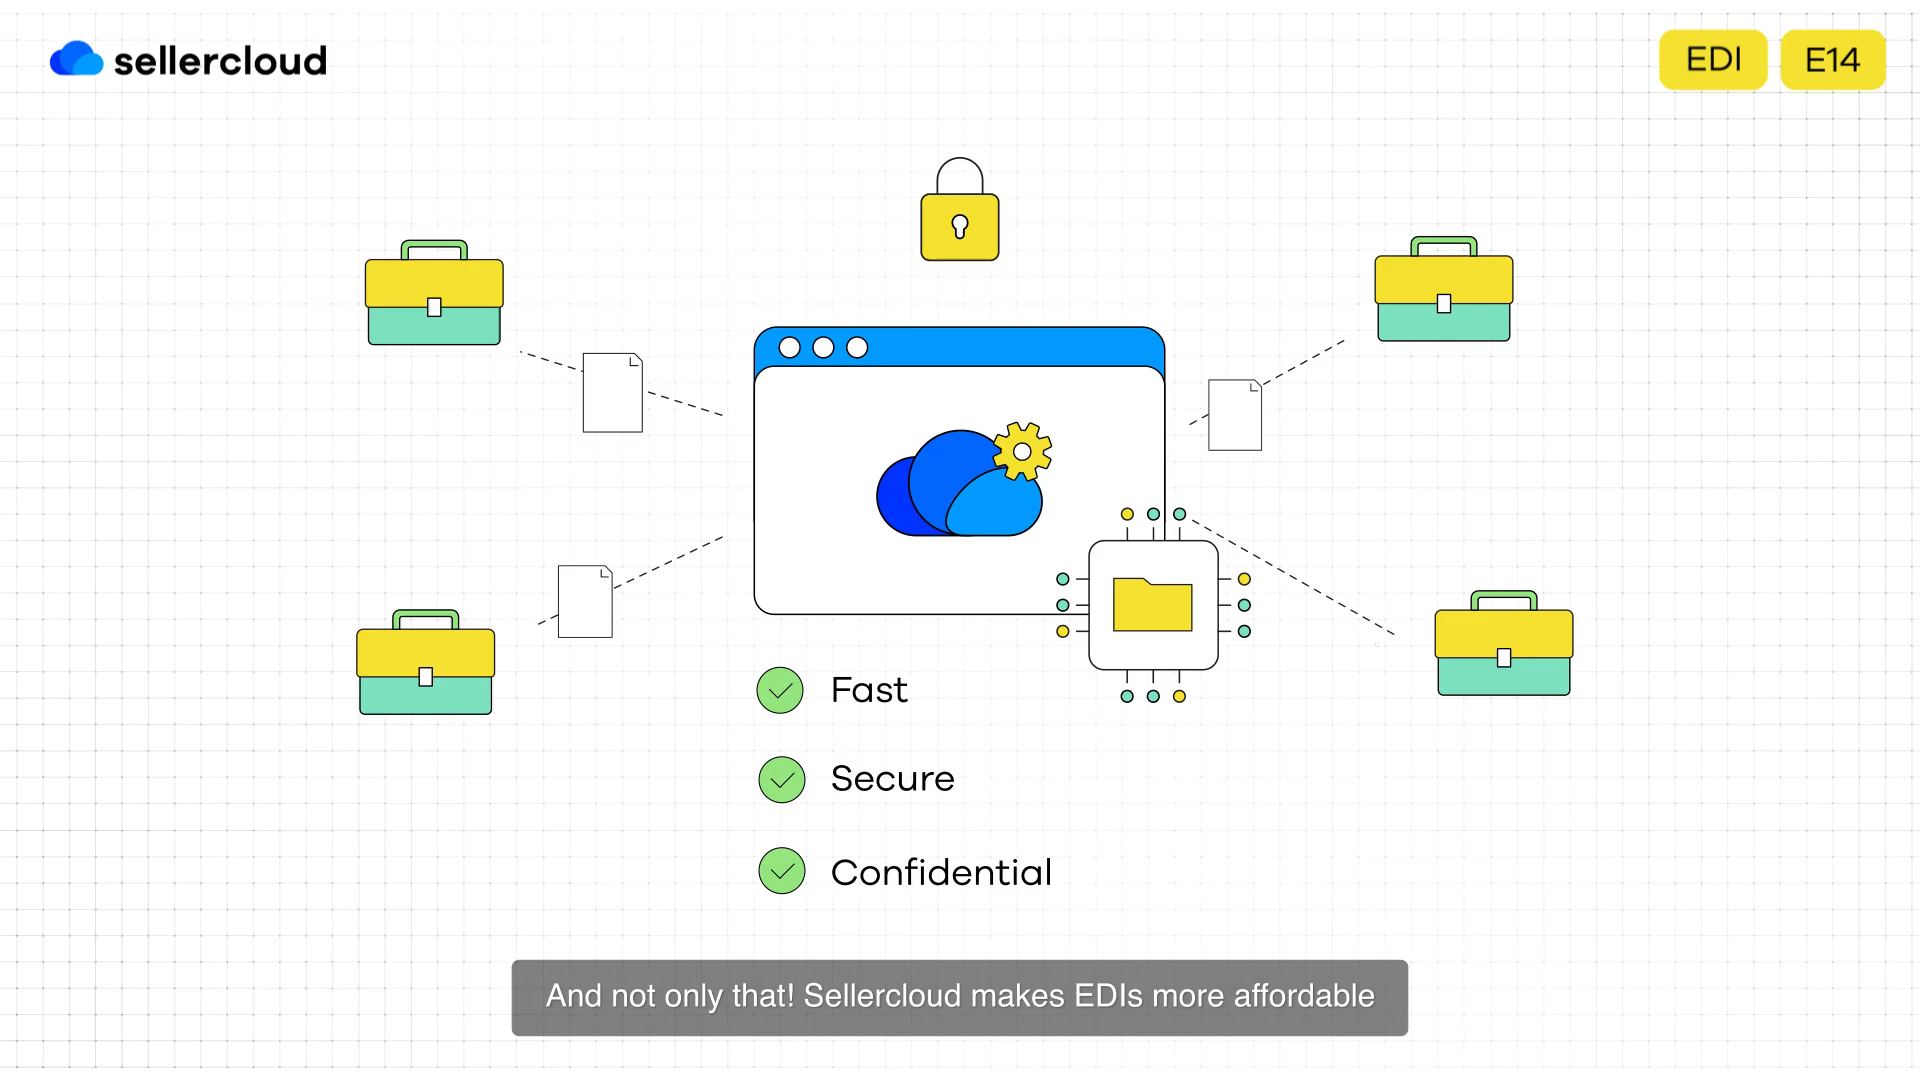 sellercloud
EDI
E14
Fast
Secure
Confidential
And not only that! Sellercloud makes EDIs more affordable